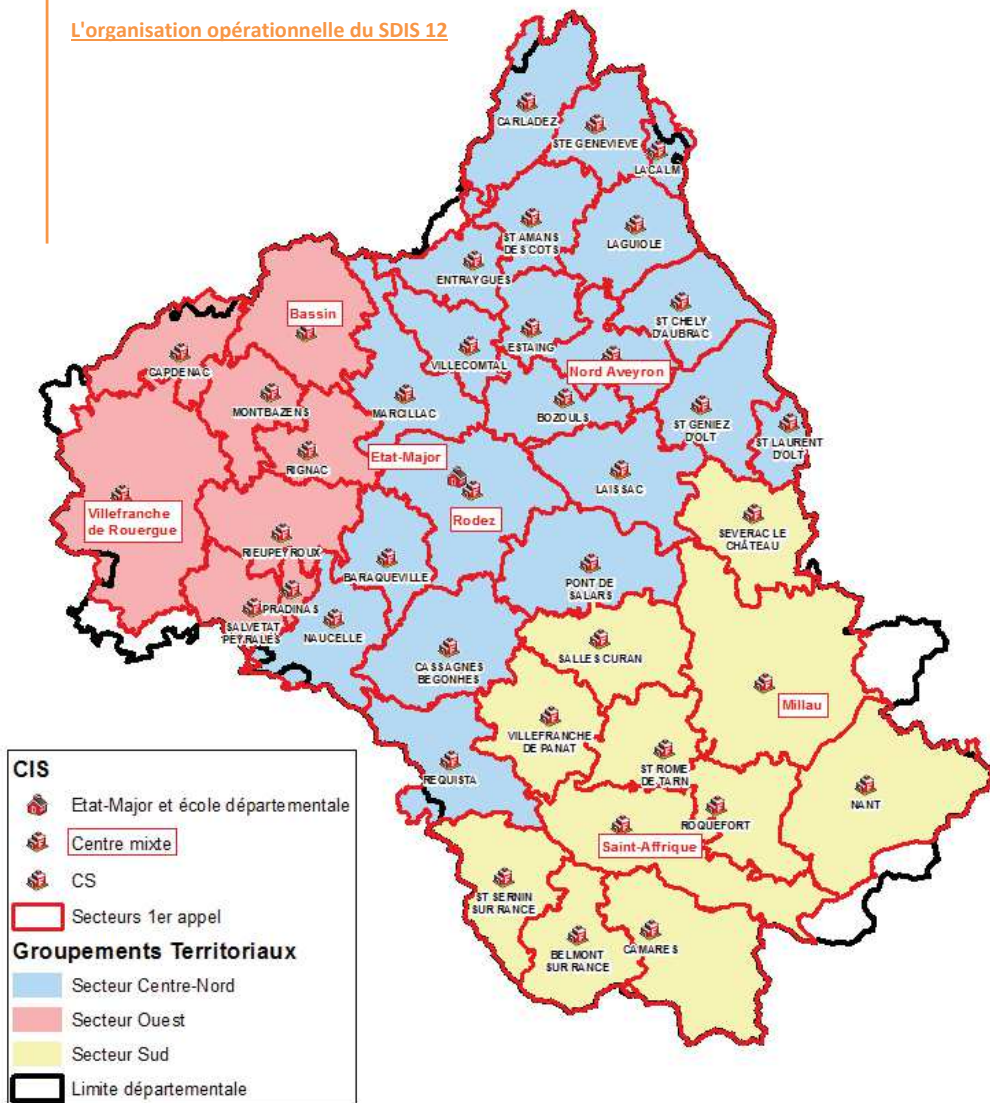 L'organisation opérationnelle du SDIS 12
CARLADEZ
STE GENEVIEVE
LACALM
ST AMANS
DES COTS
LAGUIOLE
ENTRAYGUES
Bassin
ST CHELY
D'AUBRAC
ESTAING
VILLECOMTAL
Nord Aveyron
CAPDENAC
MONTBAZENS
MARCILLAC
BOZOULS
ST GENIEZ
D'OLT
ST LAURENT
D'OLT
Etat-Major
RIGNAC
LAISSAC
Villefranche
de Rouergue
Rodez
SEVERAC LE
CHÂTEAU
RIEUPEYROUX
BARAQUEVILLE
PONT DE
SALARS
PRADINAS
SALVETAT
PEYRALES
NAUCELLE
CASSAGNES
BEGONHES
SALLES CURAN
Millau
VILLEFRANCHE
DE PANAT
ST ROME
DE TARN
REQUISTA
NANT
ROQUEFORT
Saint-Affrique
ST SERNIN
SUR RANCE
BELMONT
SUR RANCE
CAMARES
CIS
Etat-Major et école départementale
Centre mixte
CS
Secteurs 1er appel
Groupements Territoriaux
Secteur Centre-Nord
Secteur Ouest
Secteur Sud
Limite départementale